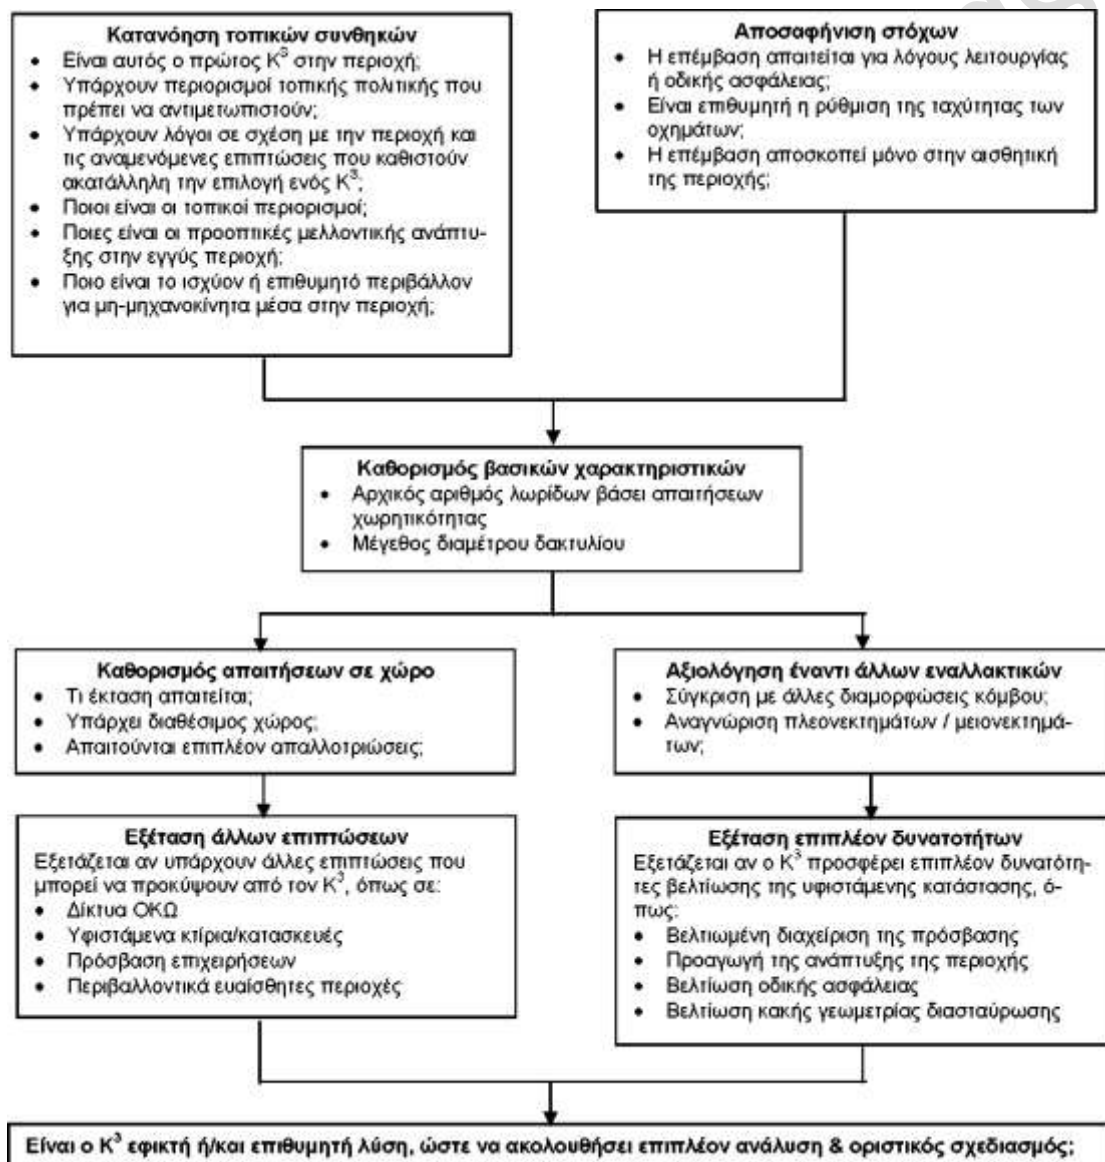 Κατανόηση τοπικών συνθηκών
• Είναι αυτός ο πρώτος Κ³ στην περιοχή;
• Υπάρχουν περιορισμοί τοπικής πολιτικής που
πρέπει να αντιμετωπιστούν;
• Υπάρχουν λόγοι σε σχέση με την περιοχή και
τις αναμενόμενες επιπτώσεις που καθιστούν
ακατάλληλη την επιλογή ενός Κ³;
• Ποιοι είναι οι τοπικοί περιορισμοί;
• Ποιες είναι οι προοπτικές μελλοντικής ανάπτυ-
ξης στην εγγύς περιοχή;
• Ποιο είναι το ισχύον ή επιθυμητό περιβάλλον
για μη-μηχανοκίνητα μέσα στην περιοχή;
Αποσαφήνιση στόχων
• Η επέμβαση απαιτείται για λόγους λειτουργίας
ή οδικής ασφάλειας;
• Είναι επιθυμητή η ρύθμιση της ταχύτητας των
οχημάτων;
• Η επέμβαση αποσκοπεί μόνο στην αισθητική
της περιοχής;
Καθορισμός βασικών χαρακτηριστικών
• Αρχικός αριθμός λωρίδων βάσει απαιτήσεων
χωρητικότητας
• Μέγεθος διαμέτρου δακτυλίου
Καθορισμός απαιτήσεων σε χώρο
• Τι έκταση απαιτείται;
• Υπάρχει διαθέσιμος χώρος;
• Απαιτούνται επιπλέον απαλλοτριώσεις;
Αξιολόγηση έναντι άλλων εναλλακτικών
• Σύγκριση με άλλες διαμορφώσεις κόμβου;
• Αναγνώριση πλεονεκτημάτων / μειονεκτημά-
των;
Εξέταση άλλων επιπτώσεων
Εξετάζεται αν υπάρχουν άλλες επιπτώσεις που
μπορεί να προκύψουν από τον Κ³, όπως σε:
• Δίκτυα ΟΚΩ
• Υφιστάμενα κτίρια/κατασκευές
• Πρόσβαση επιχειρήσεων
• Περιβαλλοντικά ευαίσθητες περιοχές
Εξέταση επιπλέον δυνατοτήτων
Εξετάζεται αν ο Κ³ προσφέρει επιπλέον δυνατότη-
τες βελτίωσης της υφιστάμενης κατάστασης, ό-
πως:
• Βελτιωμένη διαχείριση της πρόσβασης
• Προαγωγή της ανάπτυξης της περιοχής
• Βελτίωση οδικής ασφάλειας
• Βελτίωση κακής γεωμετρίας διασταύρωσης
Είναι ο Κ³ εφικτή ή/και επιθυμητή λύση, ώστε να ακολουθήσει επιπλέον ανάλυση & οριστικός σχεδιασμός;